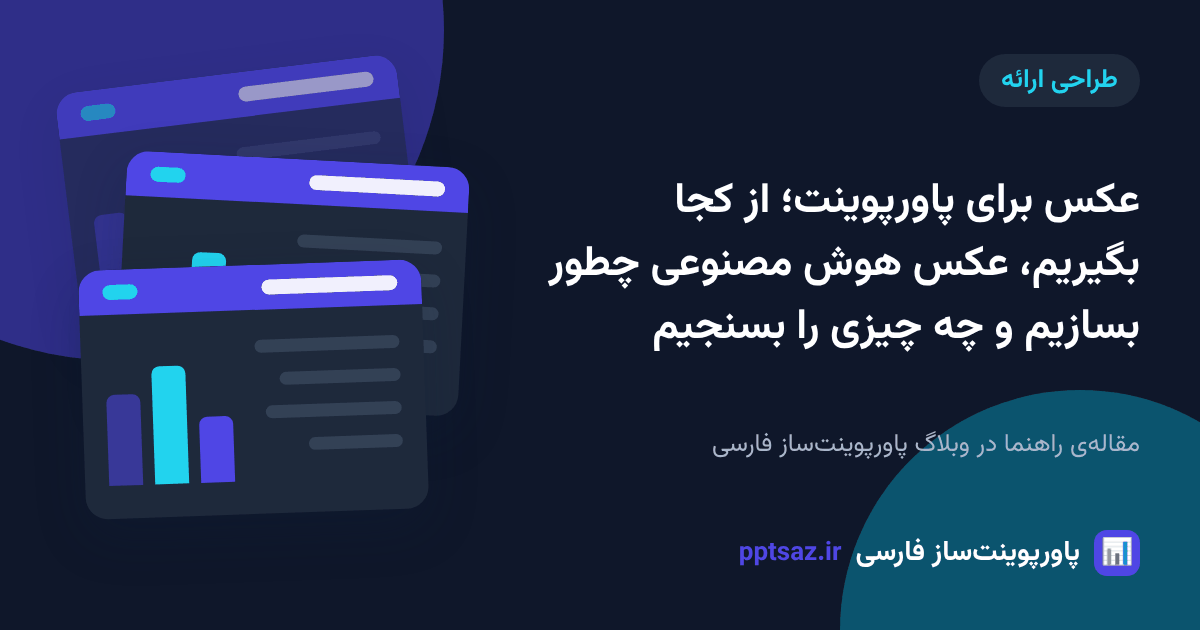 طراحی ارائه
عکس برای پاورپوینت؛ از کجا
بگیریم، عکس هوش مصنوعی چطور
بسازیم و چه چیزی را بسنجیم
مقاله‌ی راهنما در وبلاگ پاورپوینت‌ساز فارسی
پاورپوینت‌ساز فارسی pptsaz.ir